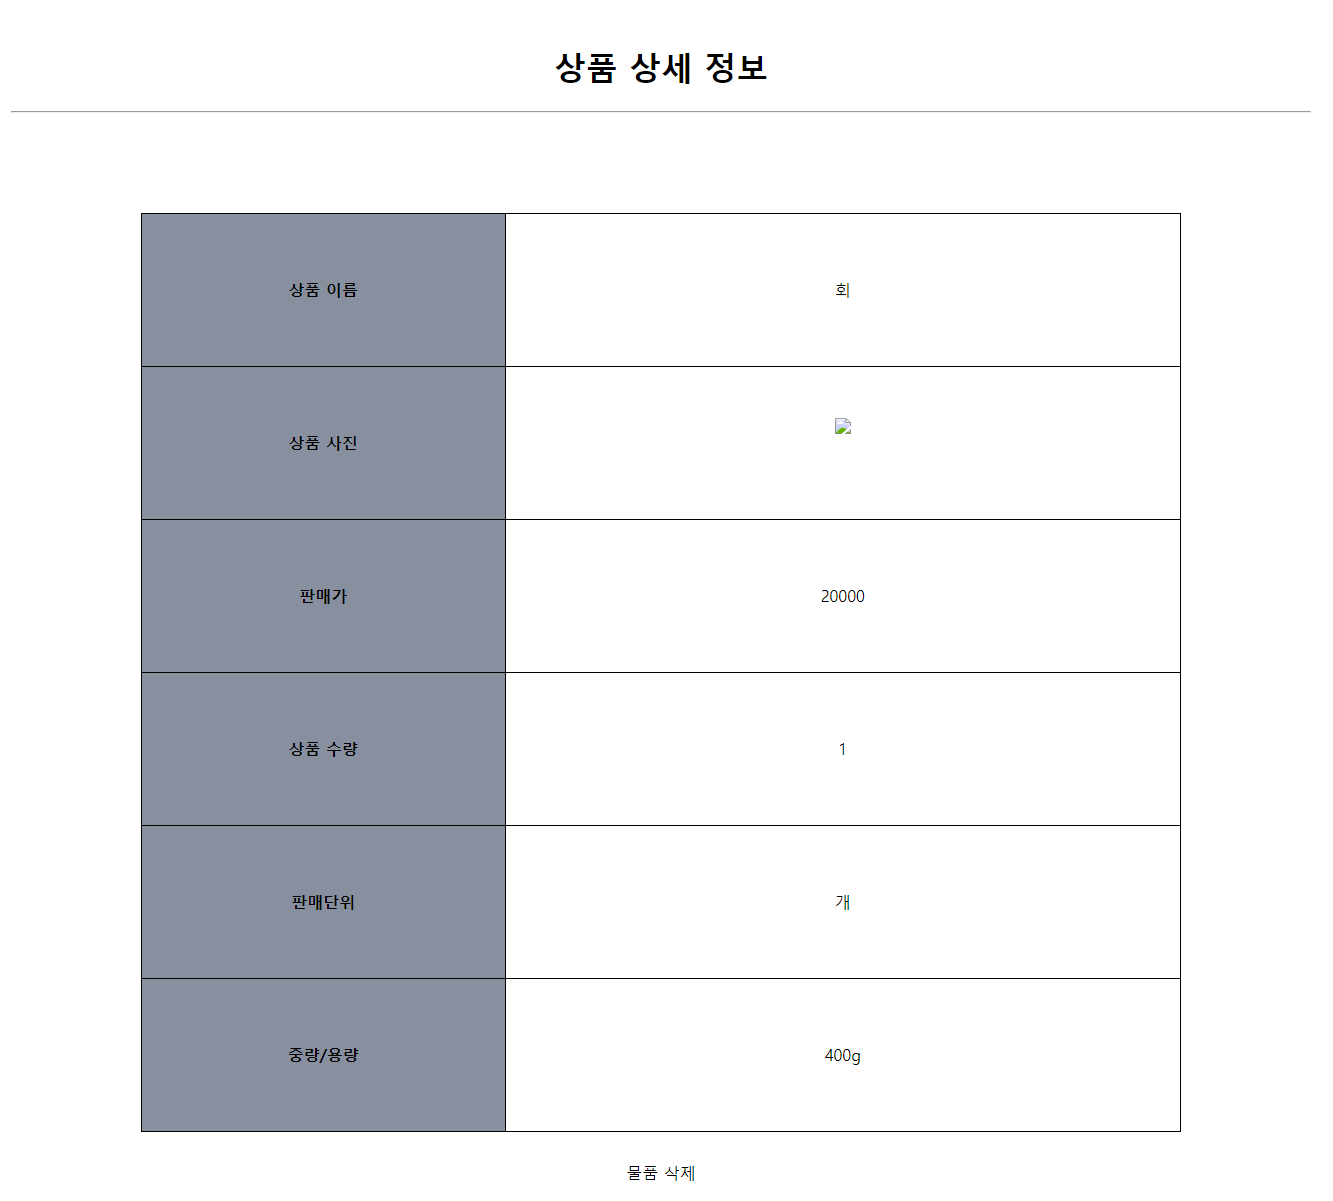 상품 상세 정보
상품 이름
회
상품 사진
판매가
20000
상품 수량
1
판매단위
개
중량/용량
400g
물품 삭제